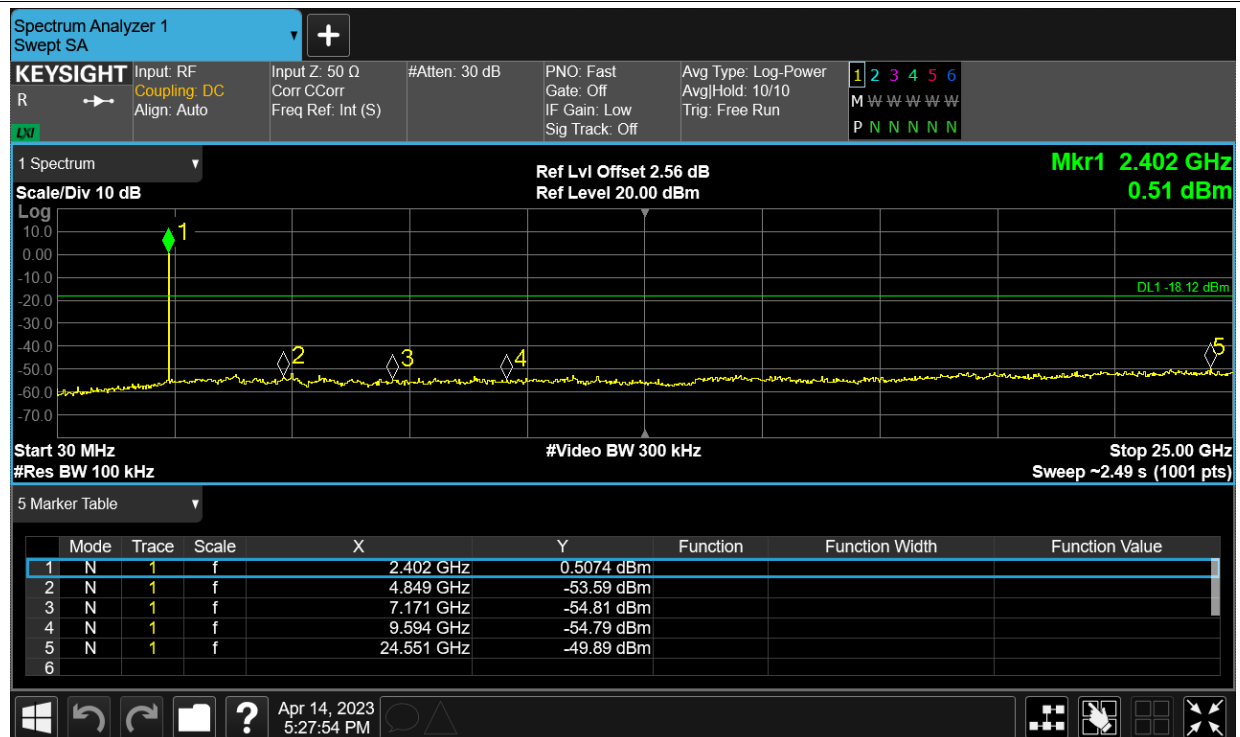 Spectrum Analyzer 1
Swept SA
+
KEYSIGHT Input: RF Input Z: 50 Ω #Atten: 30 dB PNO: Fast Avg Type: Log-Power 1 2 3 4 5 6
R Coupling: DC Corr CCorr Gate: Off Avg|Hold: 10/10 M W W W W W W
Align: Auto Freq Ref: Int (S) IF Gain: Low Trig: Free Run
LXI Sig Track: Off P N N N N N N
1 Spectrum Ref Lvl Offset 2.56 dB Mkr1 2.402 GHz
Scale/Div 10 dB Ref Level 20.00 dBm 0.51 dBm
Log
10.0 1
0.00
-10.0 DL1 -18.12 dBm
-20.0
-30.0
-40.0 2 3 4 5
-50.0
-60.0
-70.0
Start 30 MHz #Video BW 300 kHz Stop 25.00 GHz
#Res BW 100 kHz Sweep ~2.49 s (1001 pts)
5 Marker Table
Mode Trace Scale X Y Function Function Width Function Value
1 N 1 f 2.402 GHz 0.5074 dBm
2 N 1 f 4.849 GHz -53.59 dBm
3 N 1 f 7.171 GHz -54.81 dBm
4 N 1 f 9.594 GHz -54.79 dBm
5 N 1 f 24.551 GHz -49.89 dBm
6
? Apr 14, 2023
5:27:54 PM